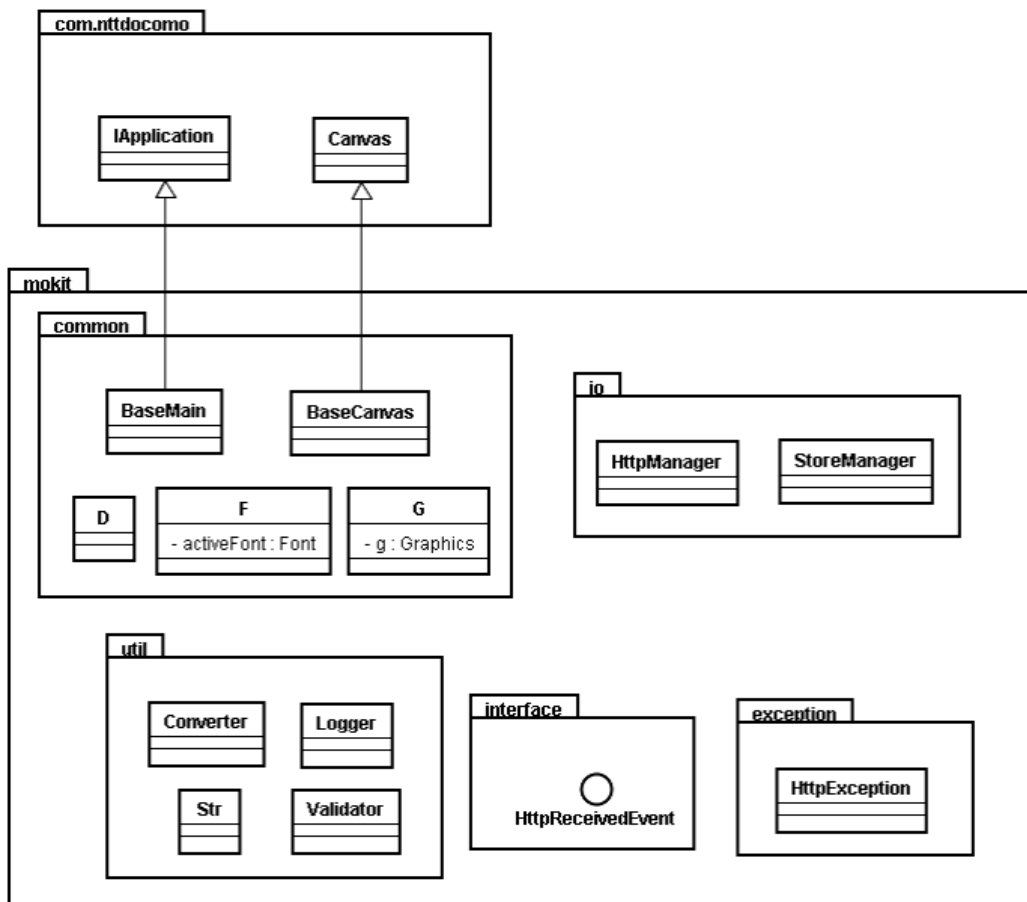 com.nttdocomo
IApplication
Canvas
mokit
common
BaseMain
BaseCanvas
D
F
- activeFont : Font
G
- g : Graphics
io
HttpManager
StoreManager
util
Converter
Logger
Str
Validator
interface
HttpReceivedEvent
exception
HttpException